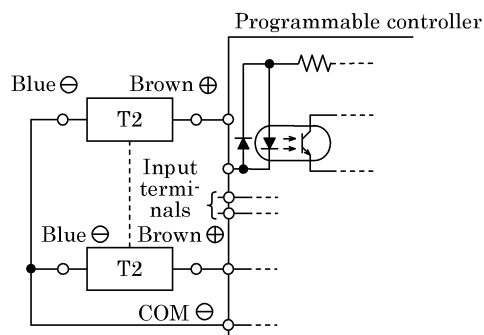 Programmable controller
Blue ⊖ Brown ⊕
T2
Input
termi-
nals
Blue ⊖ Brown ⊕
T2
COM ⊖